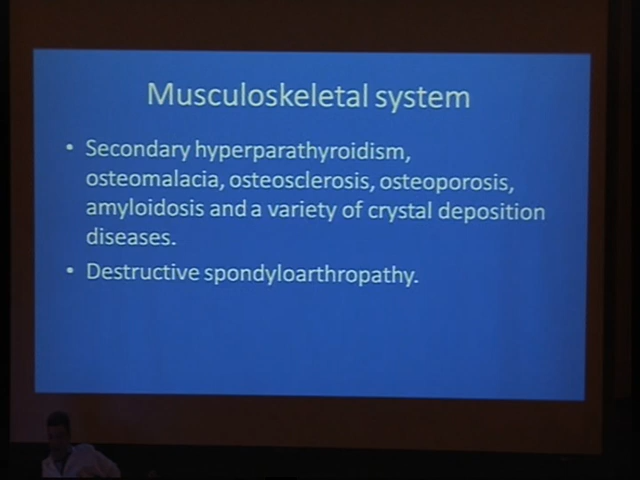 Musculoskeletal system
• Secondary hyperparathyroidism,
osteomalacia, osteosclerosis, osteoporosis,
amyloidosis and a variety of crystal deposition
diseases.
• Destructive spondyloarthropathy.